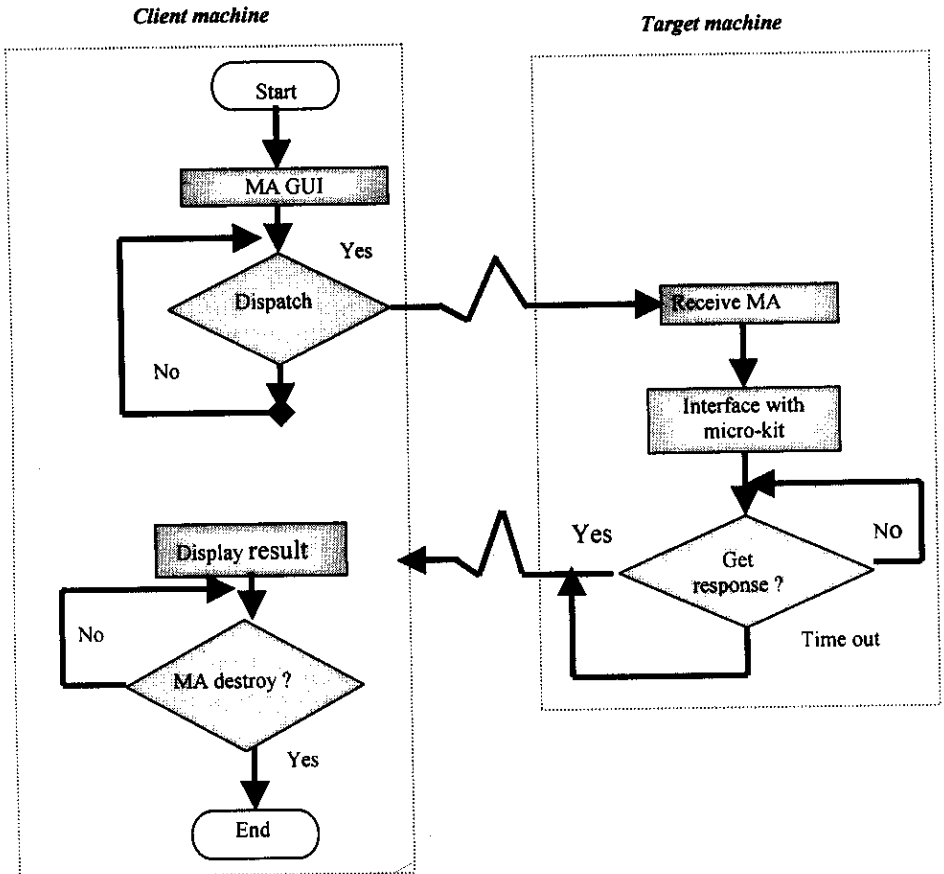 Client machine
Target machine
Start
MA GUI
Yes
Dispatch
No
Receive MA
Interface with
micro-kit
Yes
No
Get
response ?
Time out
Display result
No
MA destroy ?
Yes
End